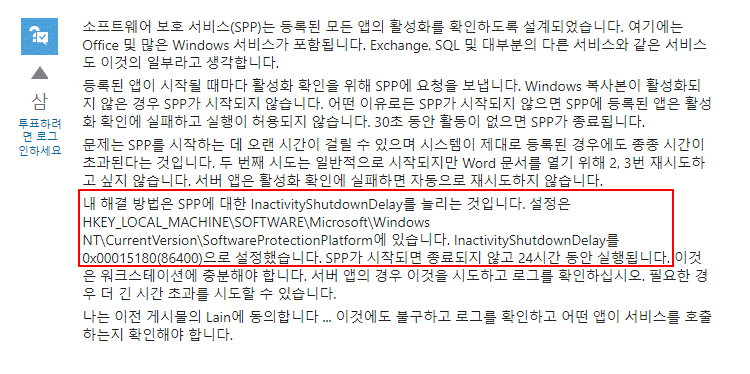 소프트웨어 보호 서비스(SPP)는 등록된 모든 앱의 활성화를 확인하도록 설계되었습니다. 여기에는
Office 및 많은 Windows 서비스가 포함됩니다. Exchange, SQL 및 대부분의 다른 서비스와 같은 서비스
도 이것의 일부라고 생각합니다.
등록된 앱이 시작될 때마다 활성화 확인을 위해 SPP에 요청을 보냅니다. Windows 복사본이 활성화되
지 않은 경우 SPP가 시작되지 않습니다. 어떤 이유로든 SPP가 시작되지 않으면 SPP에 등록된 앱은 활성
화 확인에 실패하고 실행이 허용되지 않습니다. 30초 동안 활동이 없으면 SPP가 종료됩니다.
문제는 SPP를 시작하는 데 오랜 시간이 걸릴 수 있으며 시스템이 제대로 등록된 경우에도 종종 시간이
초과된다는 것입니다. 두 번째 시도는 일반적으로 시작되지만 Word 문서를 열기 위해 2, 3번 재시도하
고 싶지 않습니다. 서버 앱은 활성화 확인에 실패하면 자동으로 재시도하지 않습니다.
내 해결 방법은 SPP에 대한 InactivityShutdownDelay를 늘리는 것입니다. 설정은
HKEY_LOCAL_MACHINE\SOFTWARE\Microsoft\Windows
NT\CurrentVersion\SoftwareProtectionPlatform에 있습니다. InactivityShutdownDelay를
0x00015180(86400)으로 설정했습니다. SPP가 시작되면 종료되지 않고 24시간 동안 실행됩니다. 이것
은 워크스테이션에 충분해야 합니다. 서버 앱의 경우 이것을 시도하고 로그를 확인하십시오. 필요한 경
우 더 긴 시간 초과를 시도할 수 있습니다.
나는 이전 게시물의 Lain에 동의합니다 ... 이것에도 불구하고 로그를 확인하고 어떤 앱이 서비스를 호출
하는지 확인해야 합니다.
삼
투표하려
면 로그
인하세요